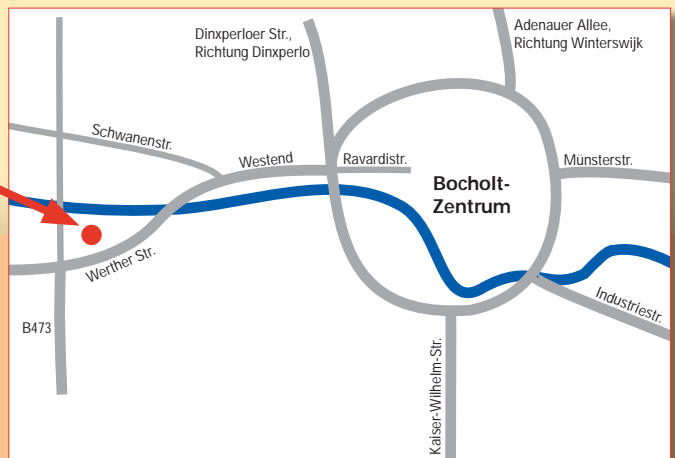 Dinxperloer Str.,
Richtung Dinxperlo
Adenauer Allee,
Richtung Winterswijk
Schwanenstr.
Westend
Ravardistr.
Münsterstr.
Bocholt-
Zentrum
Werther Str.
Industriestr.
B473
Kaiser-Wilhelm-Str.